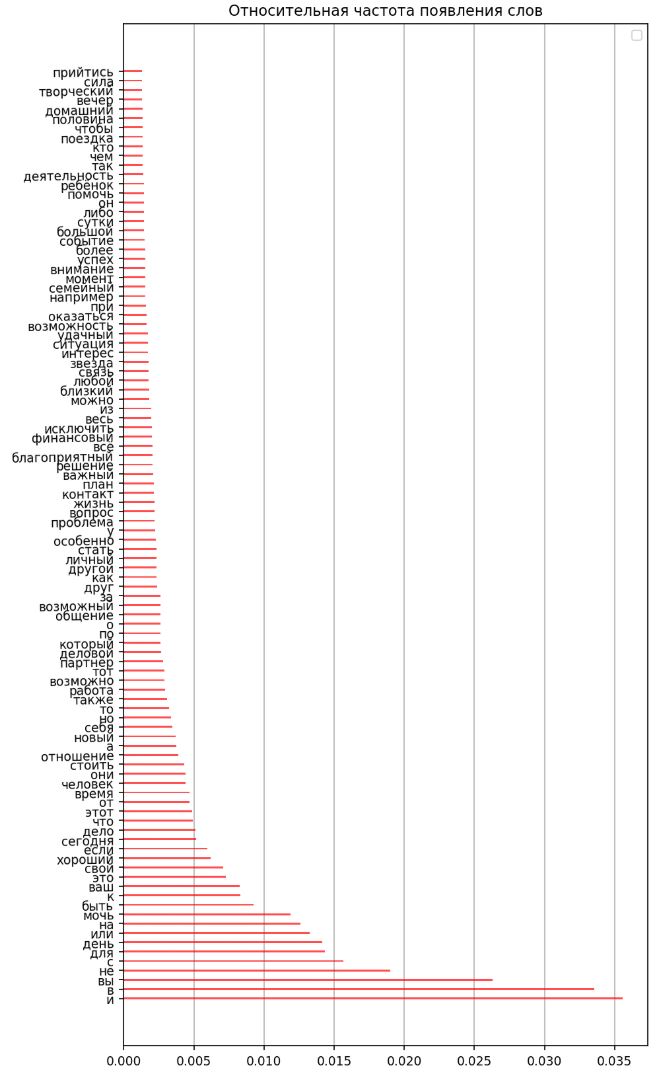 Относительная частота появления слов
прийтись
сила
творческий
вечер
домашний
половина
чтобы
поездка
кто
чем
так
деятельность
ребёнок
помочь
он
либо
сутки
большой
событие
более
успех
внимание
момент
семейный
например
при
оказаться
возможность
удачный
ситуация
интерес
звезда
связь
любой
близкий
можно
из
весь
исключить
финансовый
всё
благоприятный
решение
важный
план
контакт
жизнь
вопрос
проблема
у
особенно
стать
личный
другой
как
друг
за
возможный
общение
о
по
который
деловой
партнёр
тот
возможно
работа
также
то
но
себя
новый
а
отношение
стоить
они
человек
время
от
этот
что
дело
сегодня
если
хороший
свой
это
ваш
к
быть
мочь
на
или
день
для
с
не
вы
в
и
0.000 0.005 0.010 0.015 0.020 0.025 0.030 0.035